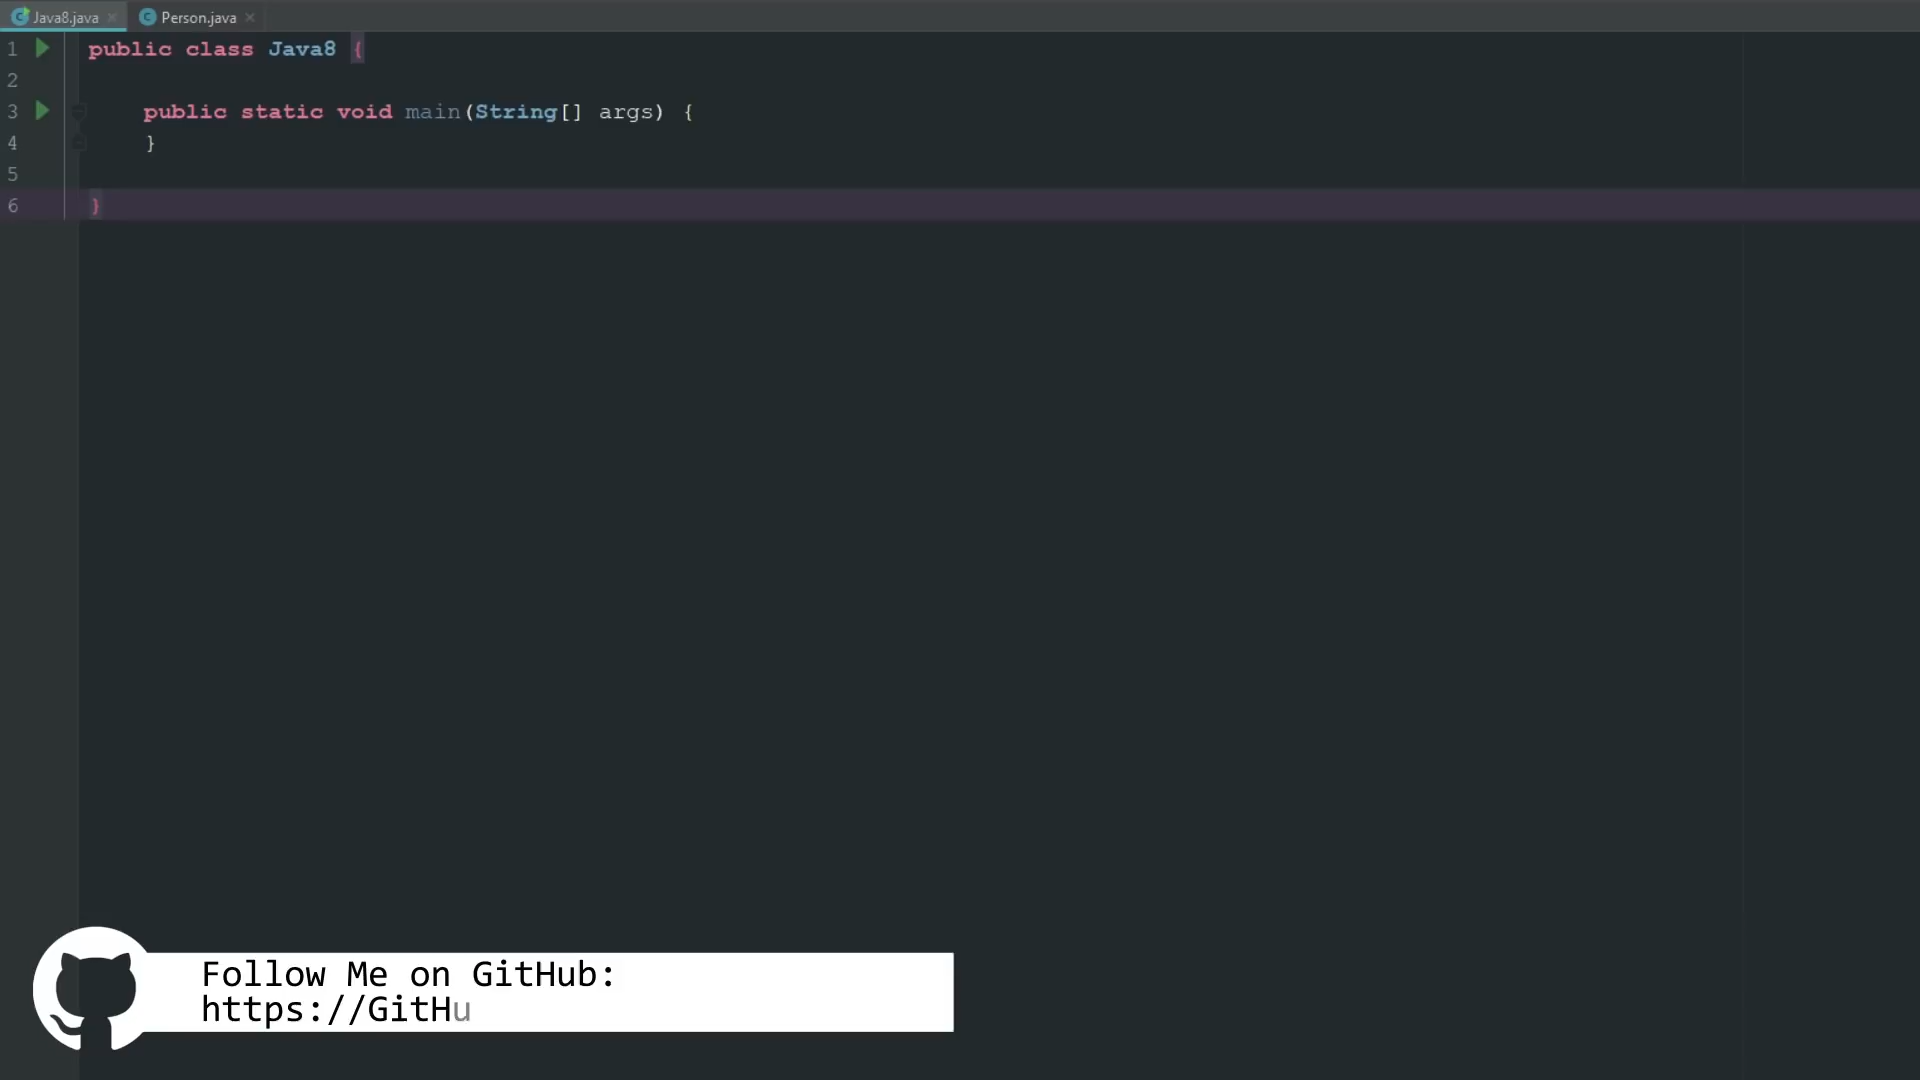 Java8.java Person.java
1 public class Java8 {
2
3 public static void main(String[] args) {
4 }
5
6 }
Follow Me on GitHub:
https://GitHu